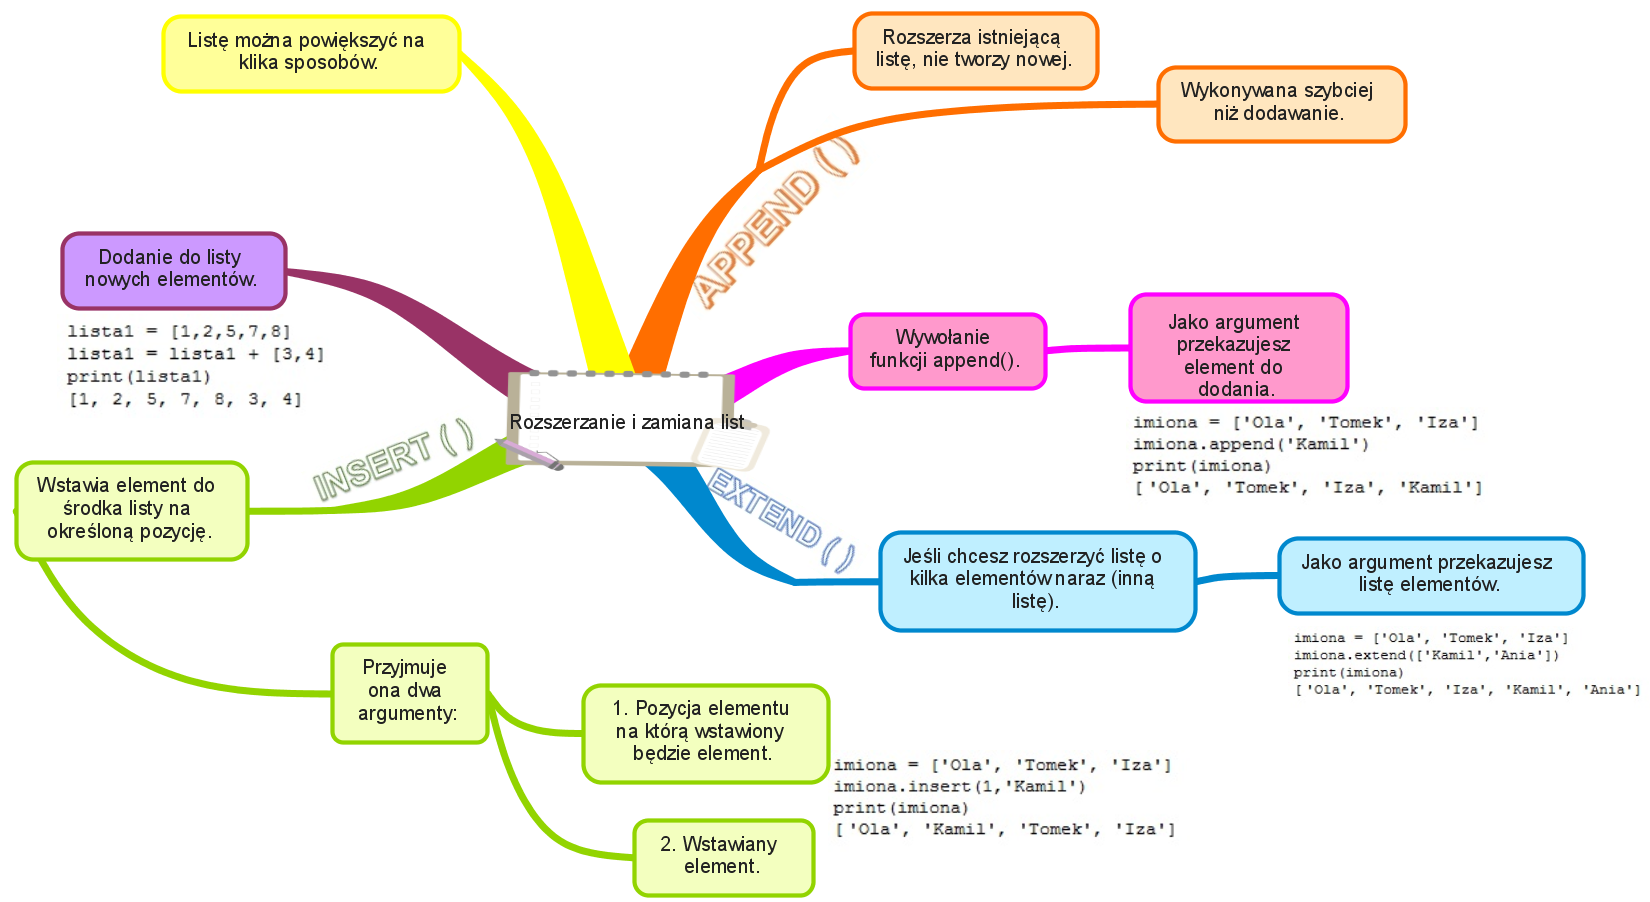 Listę można powiększyć na
klika sposobów.
Rozszerza istniejącą
listę, nie tworzy nowej.
Wykonywana szybciej
niż dodawanie.
APPEND ( )
Dodanie do listy
nowych elementów.
lista1 = [1,2,5,7,8]
lista1 = lista1 + [3,4]
print(lista1)
[1, 2, 5, 7, 8, 3, 4]
Wywołanie
funkcji append().
Jako argument
przekazujesz
element do
dodania.
imiona = ['Ola', 'Tomek', 'Iza']
imiona.append('Kamil')
print(imiona)
['Ola', 'Tomek', 'Iza', 'Kamil']
Rozszerzanie i zamiana list
INSERT ( )
Wstawia element do
środka listy na
określoną pozycję.
EXTEND ( )
Jeśli chcesz rozszerzyć listę o
kilka elementów naraz (inną
listę).
Jako argument przekazujesz
listę elementów.
imiona = ['Ola', 'Tomek', 'Iza']
imiona.extend(['Kamil','Ania'])
print(imiona)
['Ola', 'Tomek', 'Iza', 'Kamil', 'Ania']
Przyjmuje
ona dwa
argumenty:
1. Pozycja elementu
na którą wstawiony
będzie element.
2. Wstawiany
element.
imiona = ['Ola', 'Tomek', 'Iza']
imiona.insert(1,'Kamil')
print(imiona)
['Ola', 'Kamil', 'Tomek', 'Iza']